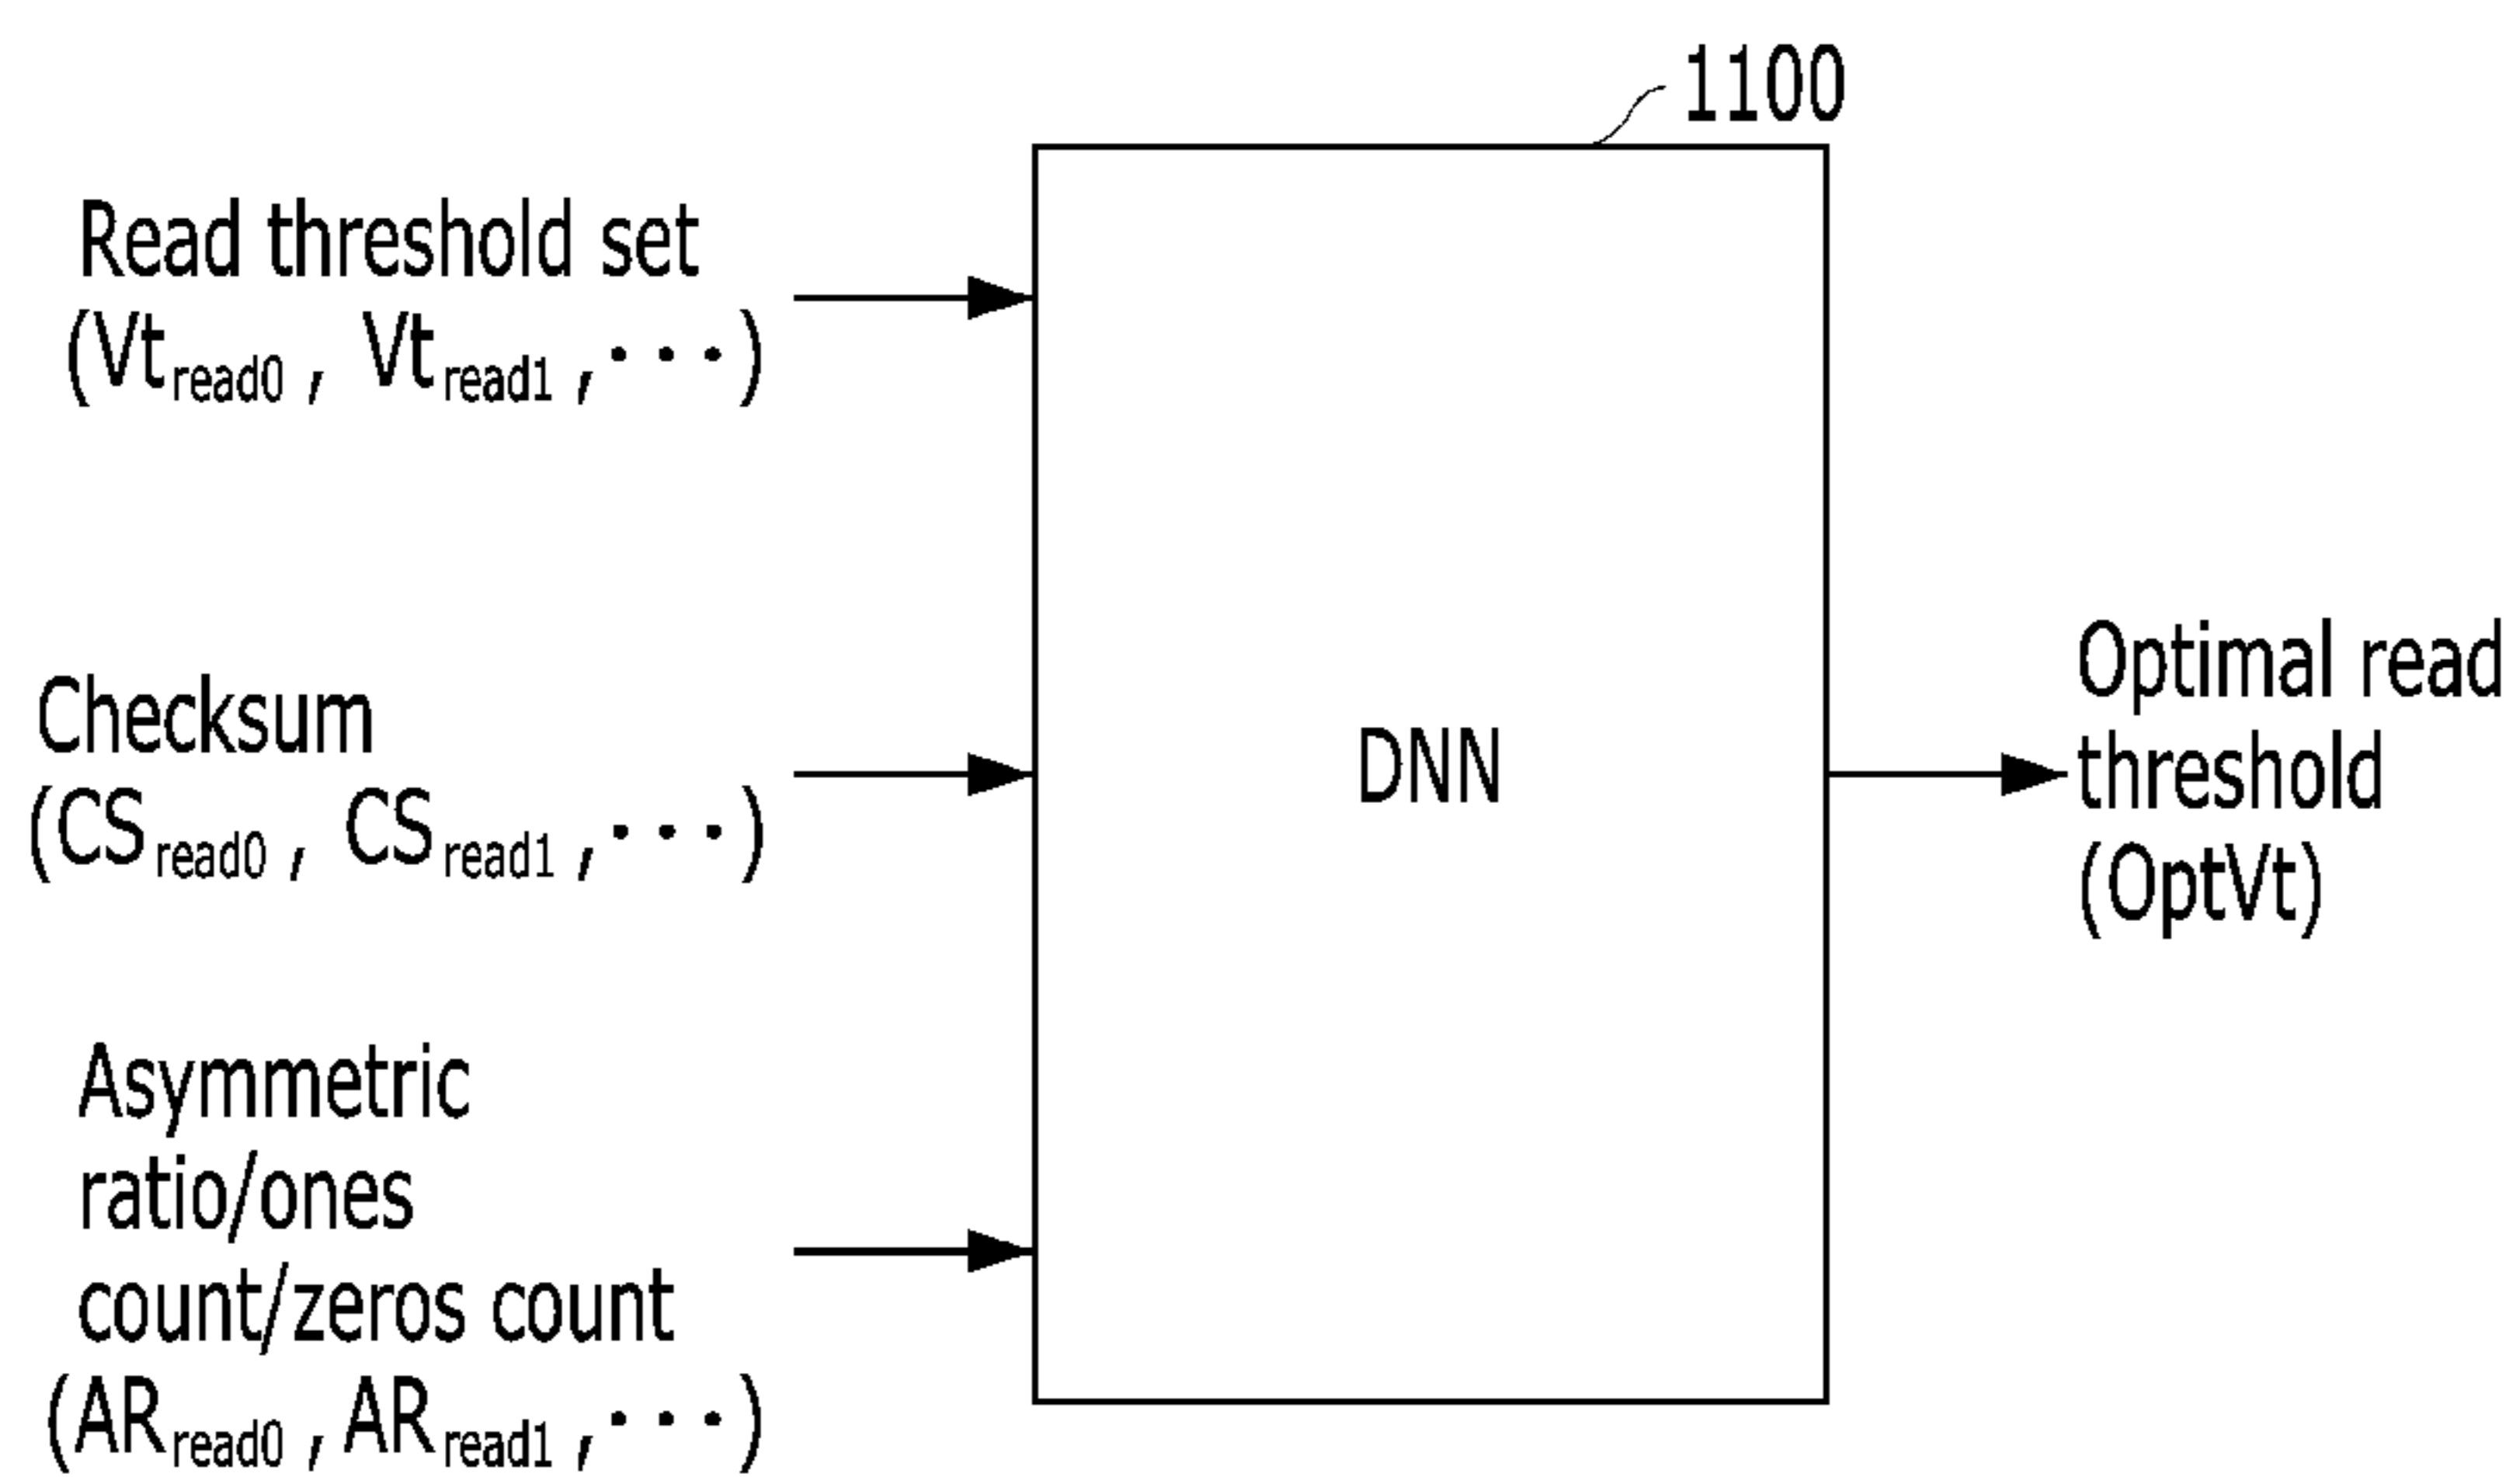 1100
Read threshold set
(Vtread0 , Vtread1 ,···)
Checksum
(CSread0 , CSread1 ,···)
Asymmetric
ratio/ones
count/zeros count
(ARread0 , ARread1 ,···)
DNN
Optimal read
threshold
(OptVt)